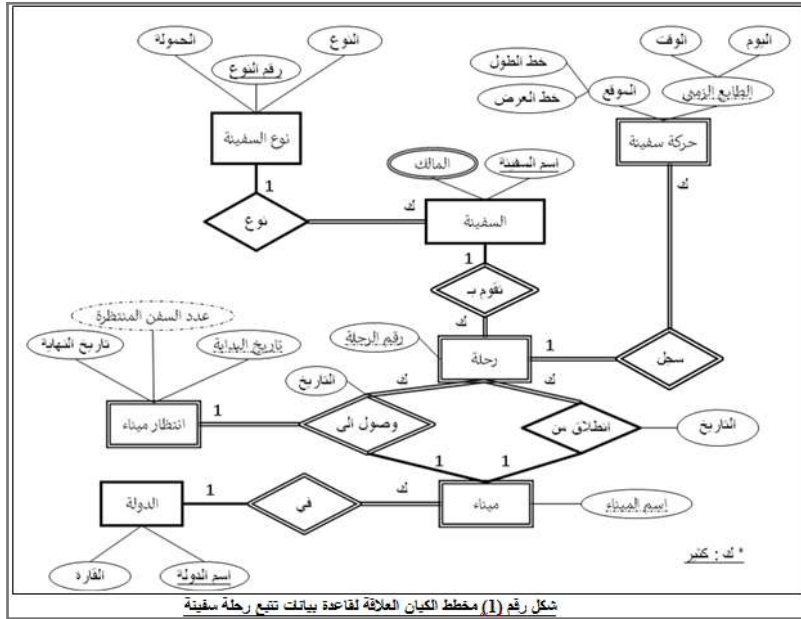 الحمولة
النوع
رقم النوع
نوع السفينة
اليوم
الوقت
خط الطول
الموقع
الطابع الزمني
خط العرض
حركة سفينة
المالك
اسم السفينة
1
ك
نوع
ك
السفينة
1
تقوم بـ
ك
عدد السفن المنتظرة
تاريخ البداية
تاريخ النهاية
رقم الرحلة
رحلة
1
سجل
التاريخ
ك
ك
انتظار ميناء
1
وصول الى
انطلاق من
التاريخ
1
1
الدولة
1
في
ك
ميناء
اسم الميناء
القارة
اسم الدولة
* ك : كثير
شكل رقم (1) مخطط الكيان العلاقة لقاعدة بيانات تتبع رحلة سفينة